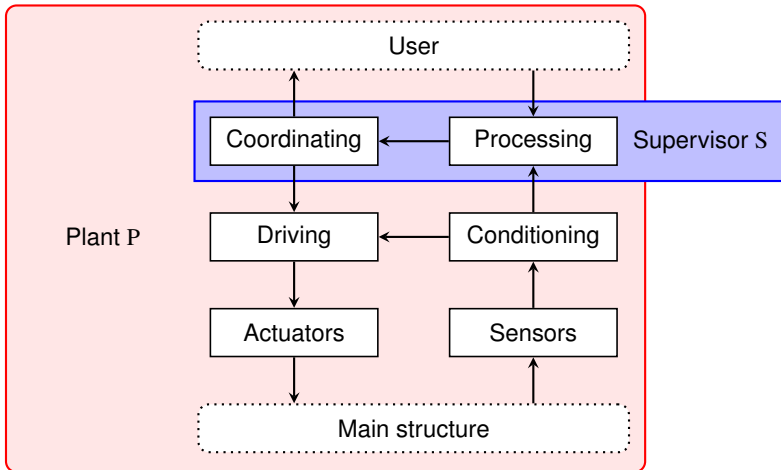 User
Coordinating
Processing
Supervisor S
Plant P
Driving
Conditioning
Actuators
Sensors
Main structure